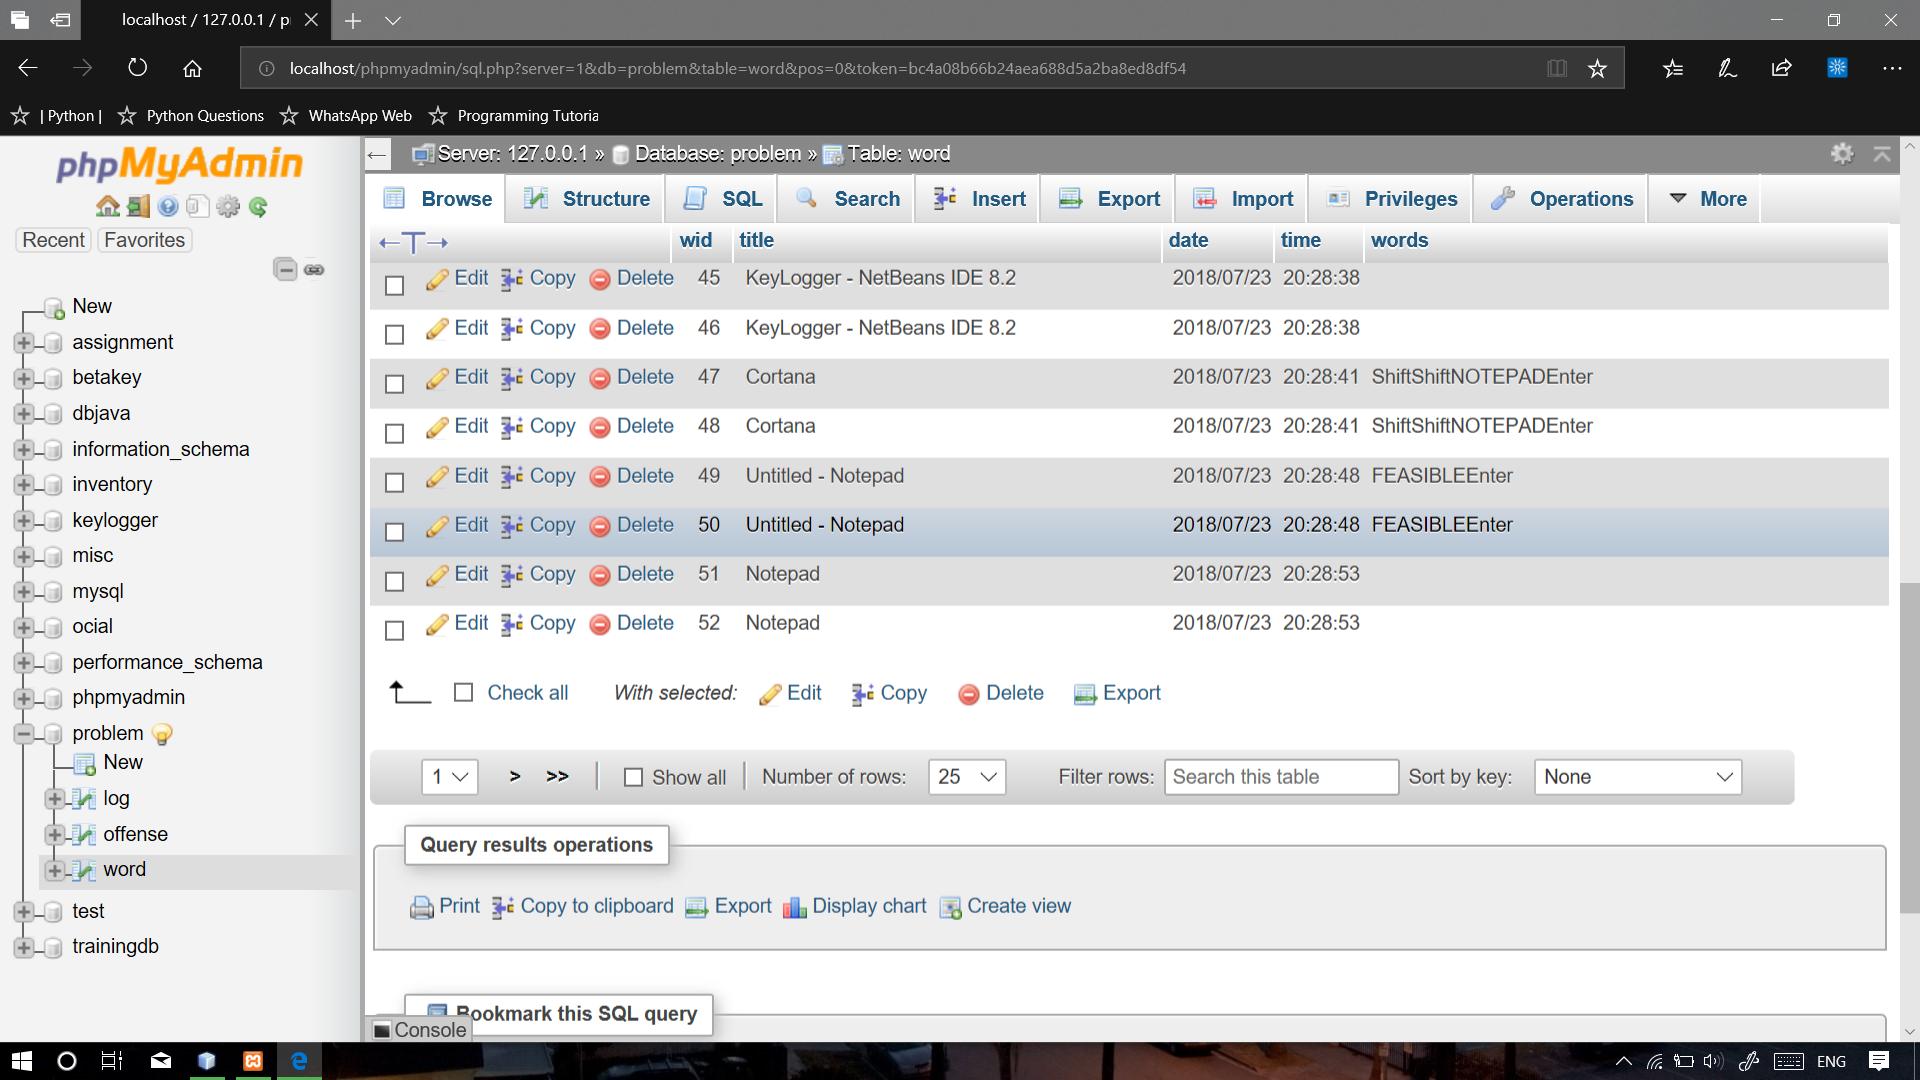 localhost / 127.0.0.1 / p
localhost/phpmyadmin/sql.php?server=1&db=problem&table=word&pos=0&token=bc4a08b66b24aea688d5a2ba8ed8df54
| Python |
Python Questions
WhatsApp Web
Programming Tutoria
phpMyAdmin
Recent
Favorites
New
assignment
betakey
dbjava
information_schema
inventory
keylogger
misc
mysql
ocial
performance_schema
phpmyadmin
problem
New
log
offense
word
test
trainingdb
Server: 127.0.0.1 » Database: problem » Table: word
Browse Structure SQL Search Insert Export Import Privileges Operations More
wid title date time words
Edit Copy Delete 45 KeyLogger - NetBeans IDE 8.2 2018/07/23 20:28:38
Edit Copy Delete 46 KeyLogger - NetBeans IDE 8.2 2018/07/23 20:28:38
Edit Copy Delete 47 Cortana 2018/07/23 20:28:41 ShiftShiftNOTEPADEnter
Edit Copy Delete 48 Cortana 2018/07/23 20:28:41 ShiftShiftNOTEPADEnter
Edit Copy Delete 49 Untitled - Notepad 2018/07/23 20:28:48 FEASIBLEEnter
Edit Copy Delete 50 Untitled - Notepad 2018/07/23 20:28:48 FEASIBLEEnter
Edit Copy Delete 51 Notepad 2018/07/23 20:28:53
Edit Copy Delete 52 Notepad 2018/07/23 20:28:53
Check all With selected: Edit Copy Delete Export
1 > >> Show all Number of rows: 25 Filter rows: Search this table Sort by key: None
Query results operations
Print Copy to clipboard Export Display chart Create view
Bookmark this SQL query
Console
ENG